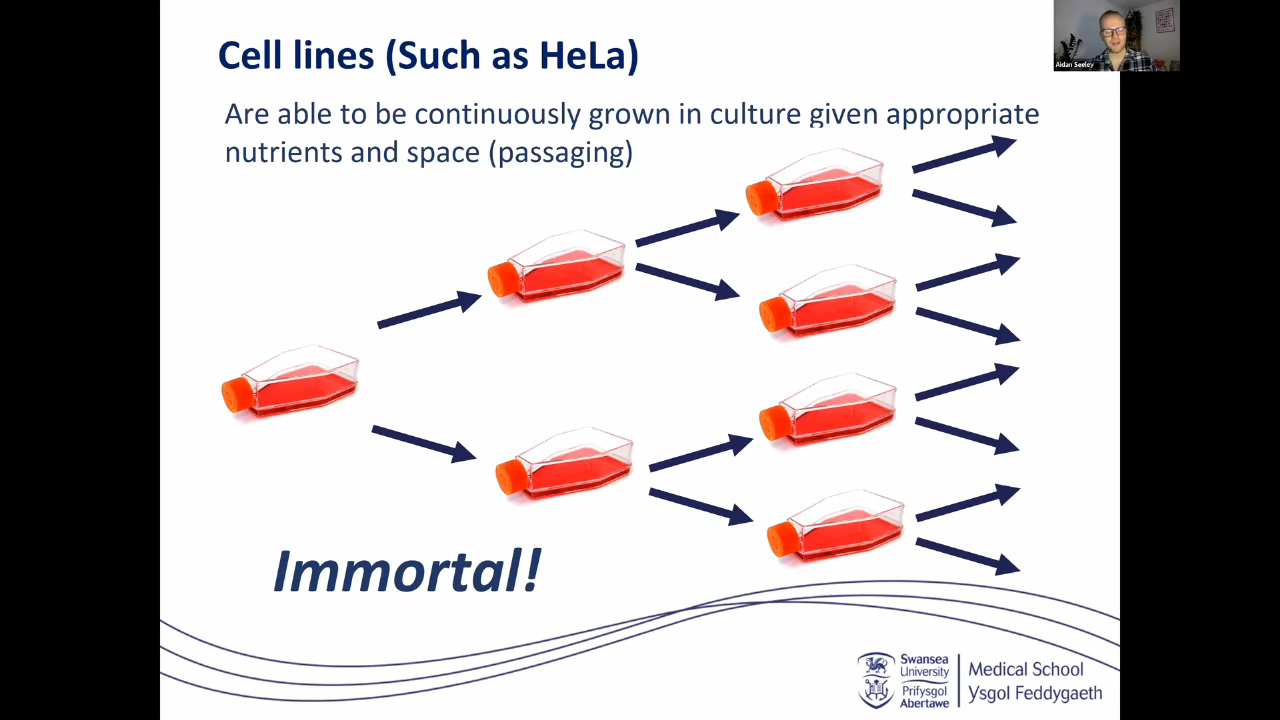 Cell lines (Such as HeLa)
Aidan Seeley
Are able to be continuously grown in culture given appropriate
nutrients and space (passaging)
Immortal!
Swansea
University
Prifysgol
Abertawe
Medical School
Ysgol Feddygaeth